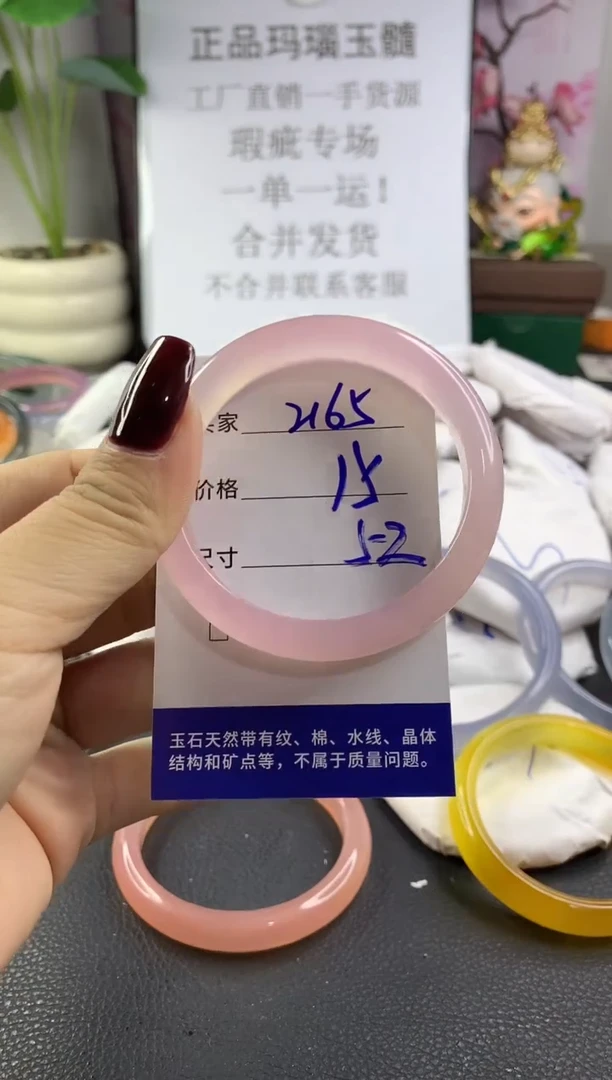 正品玛瑙玉髓
工厂直销一手货源
瑕疵专场
一单一运!
合并发货
不合并联系客服
家 2165
价格 15
尺寸 52
玉石天然带有纹、棉、水线、晶体
结构和矿点等，不属于质量问题。